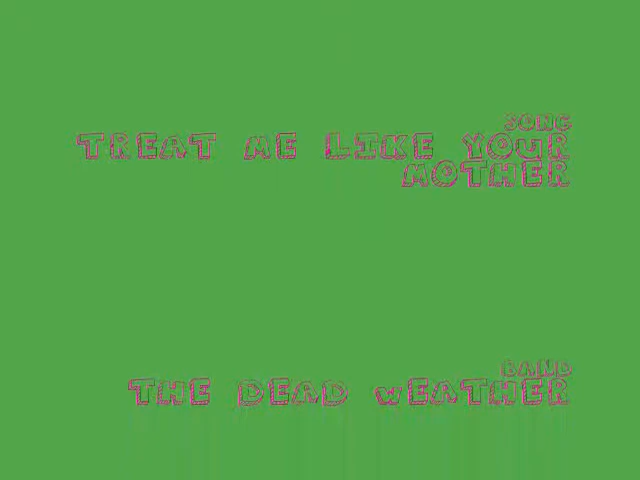 SONG
TREAT ME LIKE YOUR
MOTHER
BAND
THE DEAD WEATHER